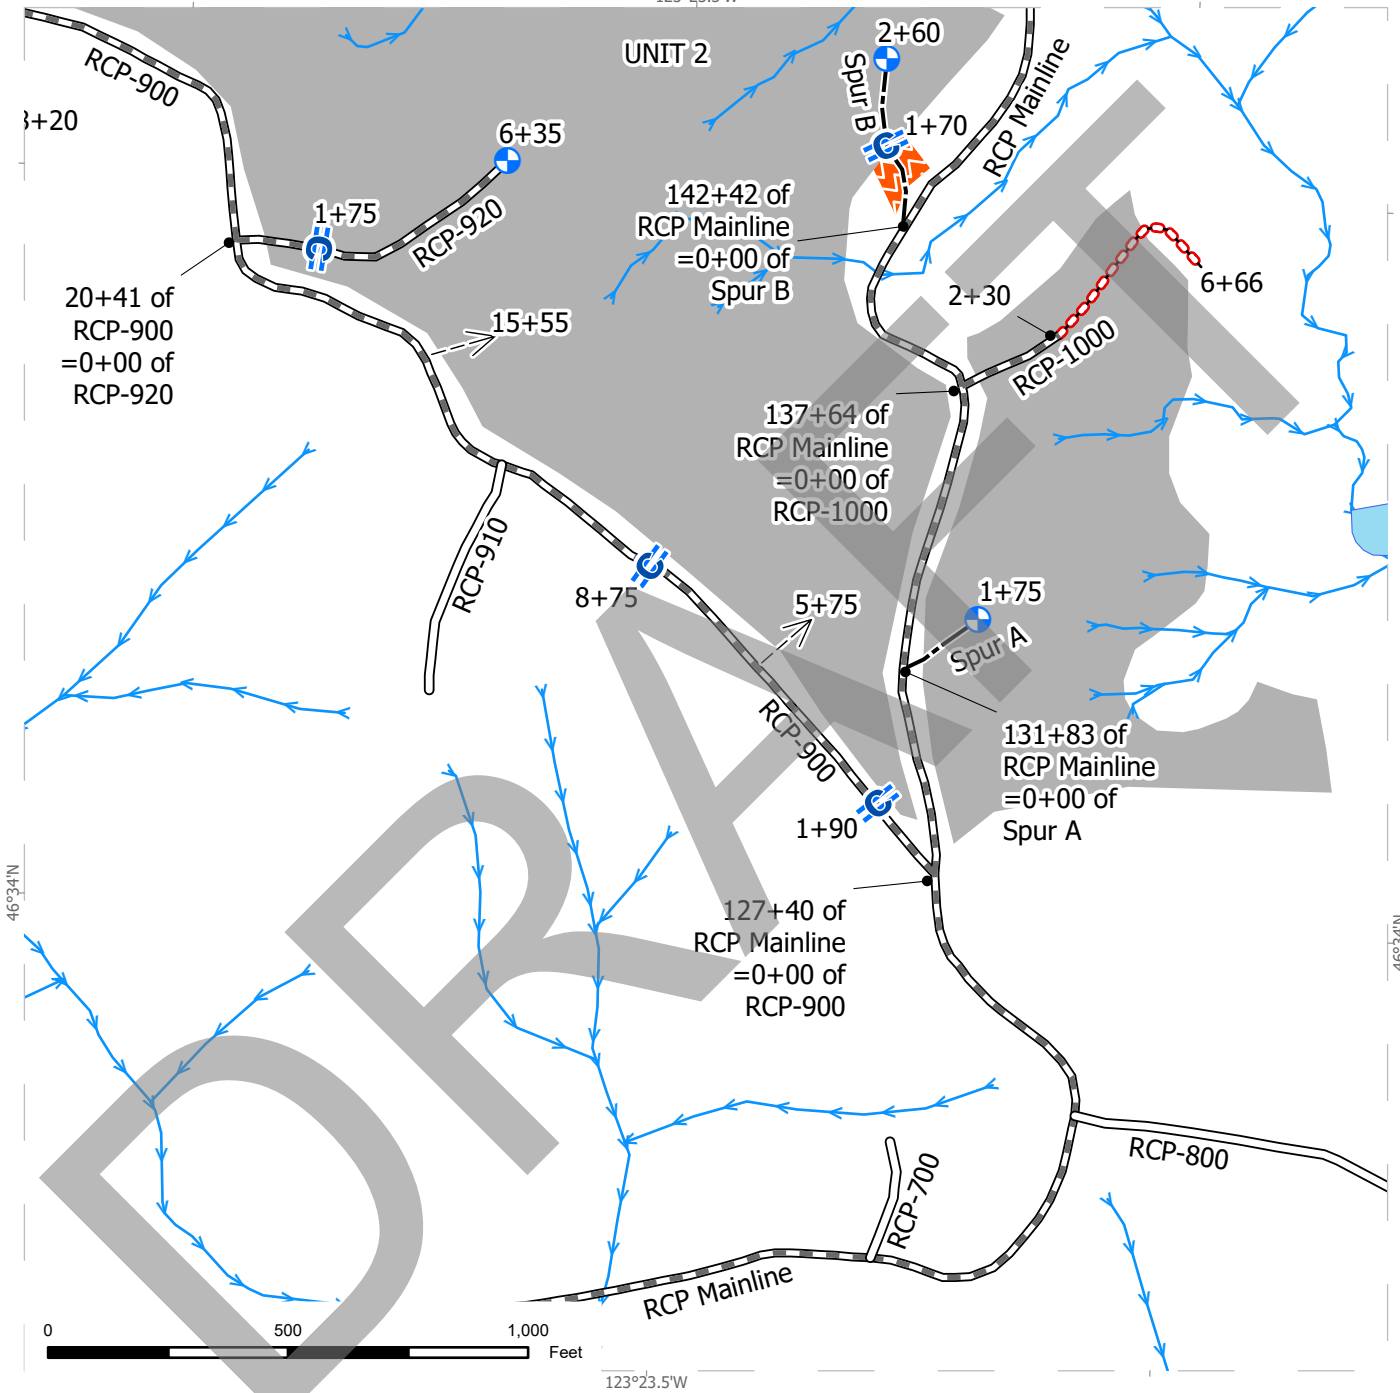 UNIT 2
2+60
Spur B
1+70
RCP Mainline
RCP-900
3+20
6+35
1+75
RCP-920
142+42 of
RCP Mainline
=0+00 of
Spur B
20+41 of
RCP-900
=0+00 of
RCP-920
15+55
2+30
6+66
RCP-1000
137+64 of
RCP Mainline
=0+00 of
RCP-1000
RCP-910
8+75
5+75
1+75
Spur A
RCP-900
131+83 of
RCP Mainline
=0+00 of
Spur A
1+90
127+40 of
RCP Mainline
=0+00 of
RCP-900
46°34'N
46°34'N
RCP-800
RCP-700
RCP Mainline
0 500 1,000
Feet
123°23.5'W
DRAFT